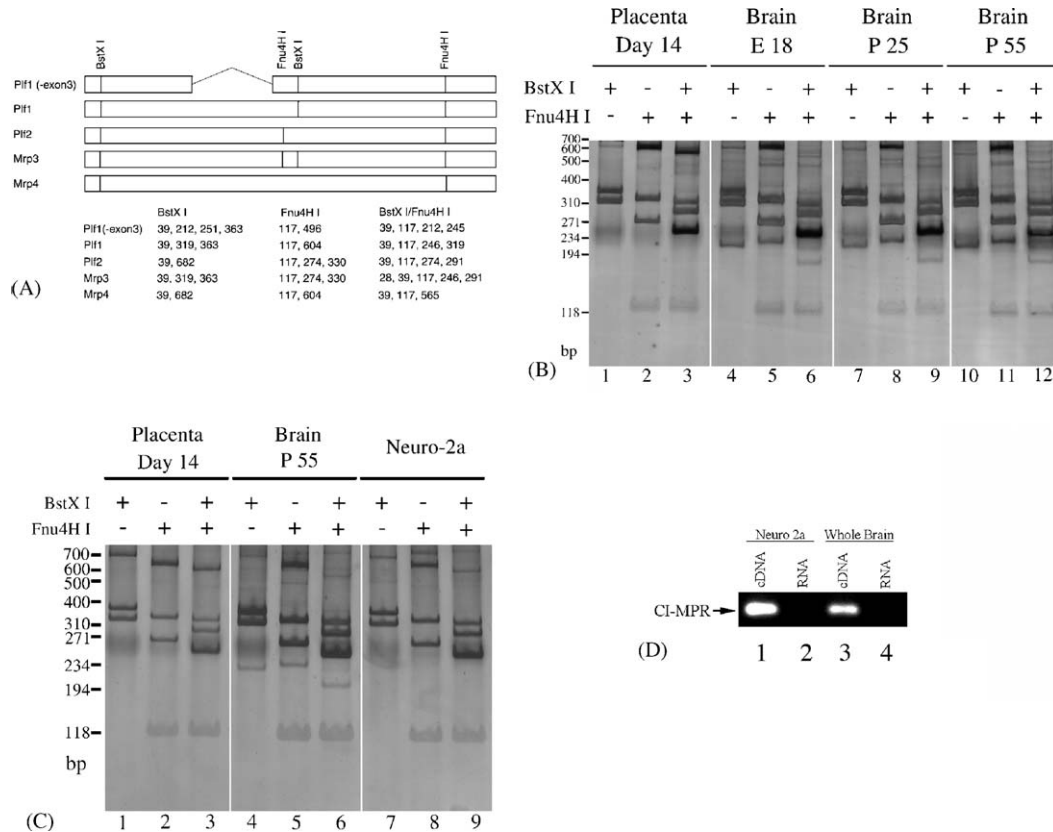 BstX I
Fnu4H I
BstX I
Fnu4H I
Plf1 (-exon3)
Plf1
Plf2
Mrp3
Mrp4
BstX I Fnu4H I BstX I/Fnu4H I
Plf1(-exon3) 39, 212, 251, 363 117, 496 39, 117, 212, 245
Plf1 39, 319, 363 117, 604 39, 117, 246, 319
Plf2 39, 682 117, 274, 330 39, 117, 274, 291
Mrp3 39, 319, 363 117, 274, 330 28, 39, 117, 246, 291
Mrp4 39, 682 117, 604 39, 117, 565
(A)
Placenta Brain Brain Brain
Day 14 E 18 P 25 P 55
BstX I + - + + - + + - + + - +
Fnu4H I - + + - + + - + + - + +
700
600
500
400
310
271
234
194
118
bp
1 2 3 4 5 6 7 8 9 10 11 12
(B)
Placenta Brain Neuro-2a
Day 14 P 55
BstX I + - + + - + + - +
Fnu4H I - + + - + + - + +
700
600
500
400
310
271
234
194
118
bp
1 2 3 4 5 6 7 8 9
(C)
Neuro 2a Whole Brain
cDNA RNA cDNA RNA
CI-MPR
1 2 3 4
(D)